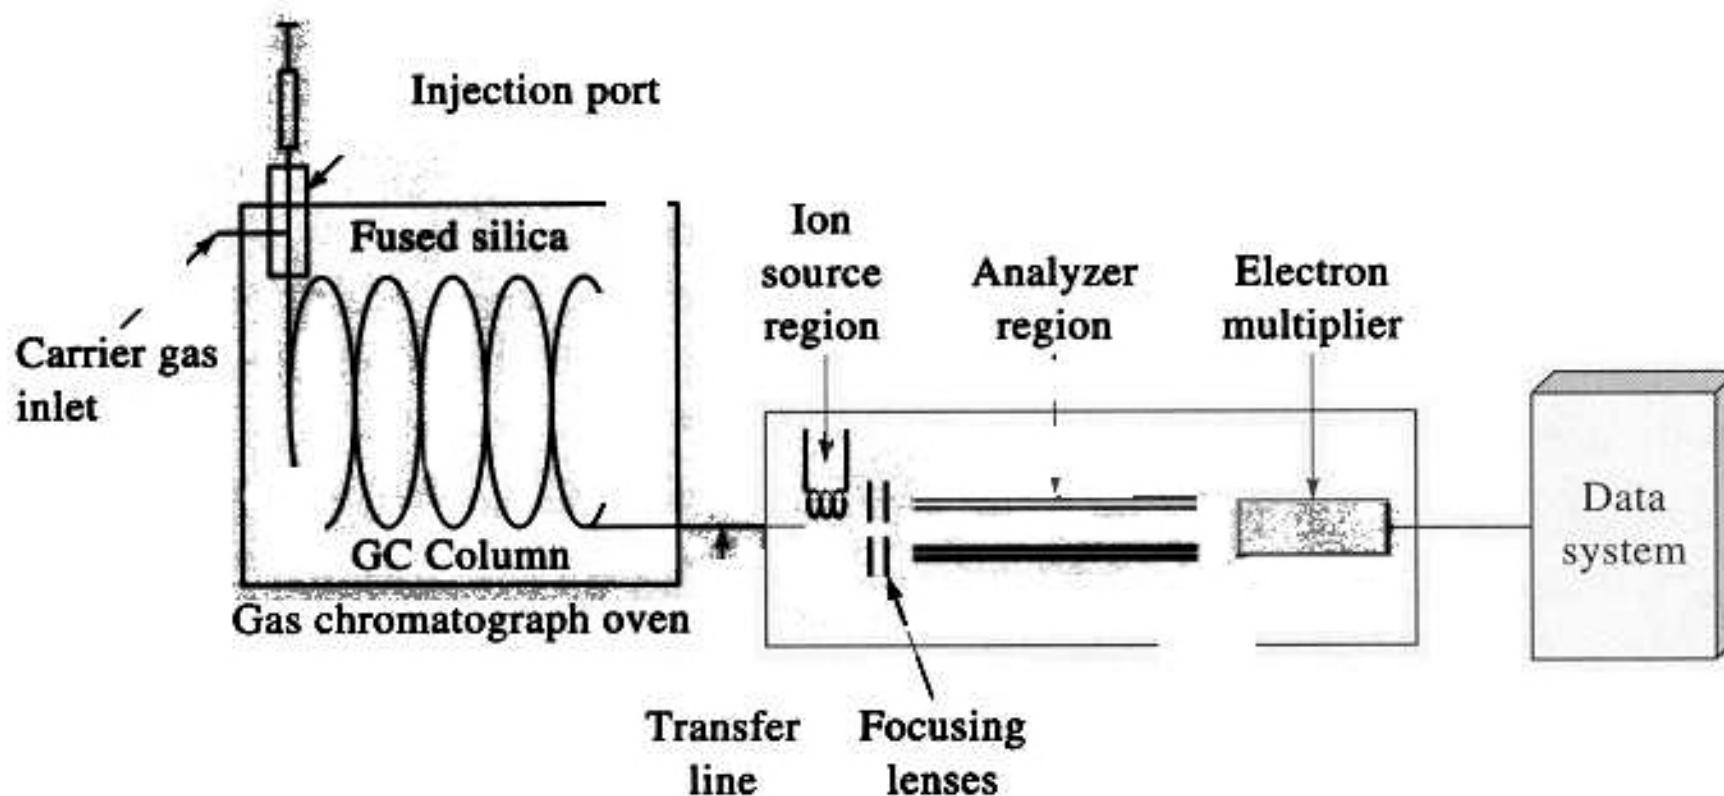 Injection port
Fused silica
Carrier gas
inlet
GC Column
Gas chromatograph oven
Ion
source
region
Analyzer
region
Electron
multiplier
Data
system
Transfer
line
Focusing
lenses